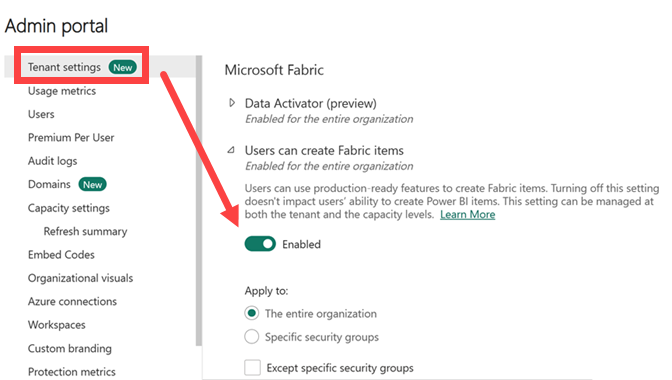 Admin portal
Tenant settings New
Usage metrics
Users
Premium Per User
Audit logs
Domains New
Capacity settings
Refresh summary
Embed Codes
Organizational visuals
Azure connections
Workspaces
Custom branding
Protection metrics
Microsoft Fabric
Data Activator (preview)
Enabled for the entire organization
Users can create Fabric items
Enabled for the entire organization
Users can use production-ready features to create Fabric items. Turning off this setting
doesn't impact users' ability to create Power BI items. This setting can be managed at
both the tenant and the capacity levels. Learn More
Enabled
Apply to:
The entire organization
Specific security groups
Except specific security groups